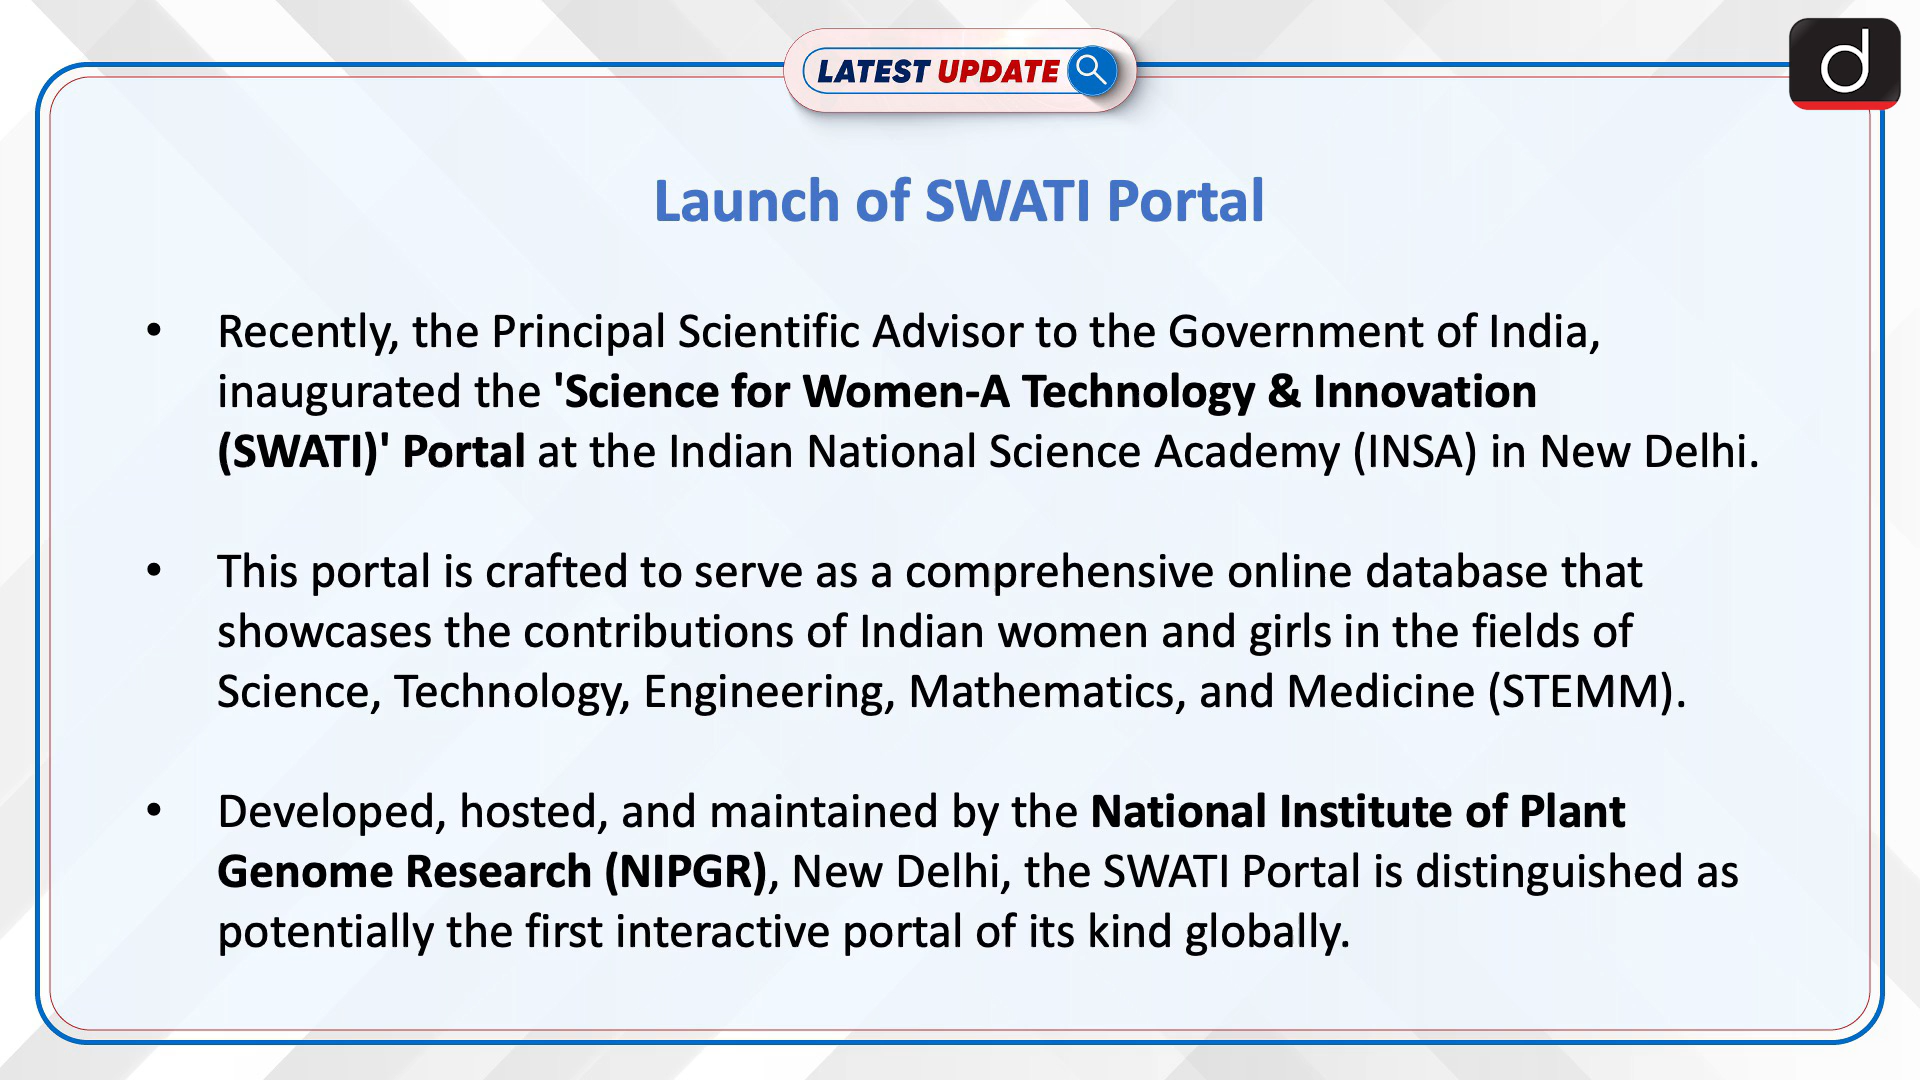 LATEST UPDATE
d
Launch of SWATI Portal
• Recently, the Principal Scientific Advisor to the Government of India,
inaugurated the 'Science for Women-A Technology & Innovation
(SWATI)' Portal at the Indian National Science Academy (INSA) in New Delhi.
• This portal is crafted to serve as a comprehensive online database that
showcases the contributions of Indian women and girls in the fields of
Science, Technology, Engineering, Mathematics, and Medicine (STEMM).
• Developed, hosted, and maintained by the National Institute of Plant
Genome Research (NIPGR), New Delhi, the SWATI Portal is distinguished as
potentially the first interactive portal of its kind globally.